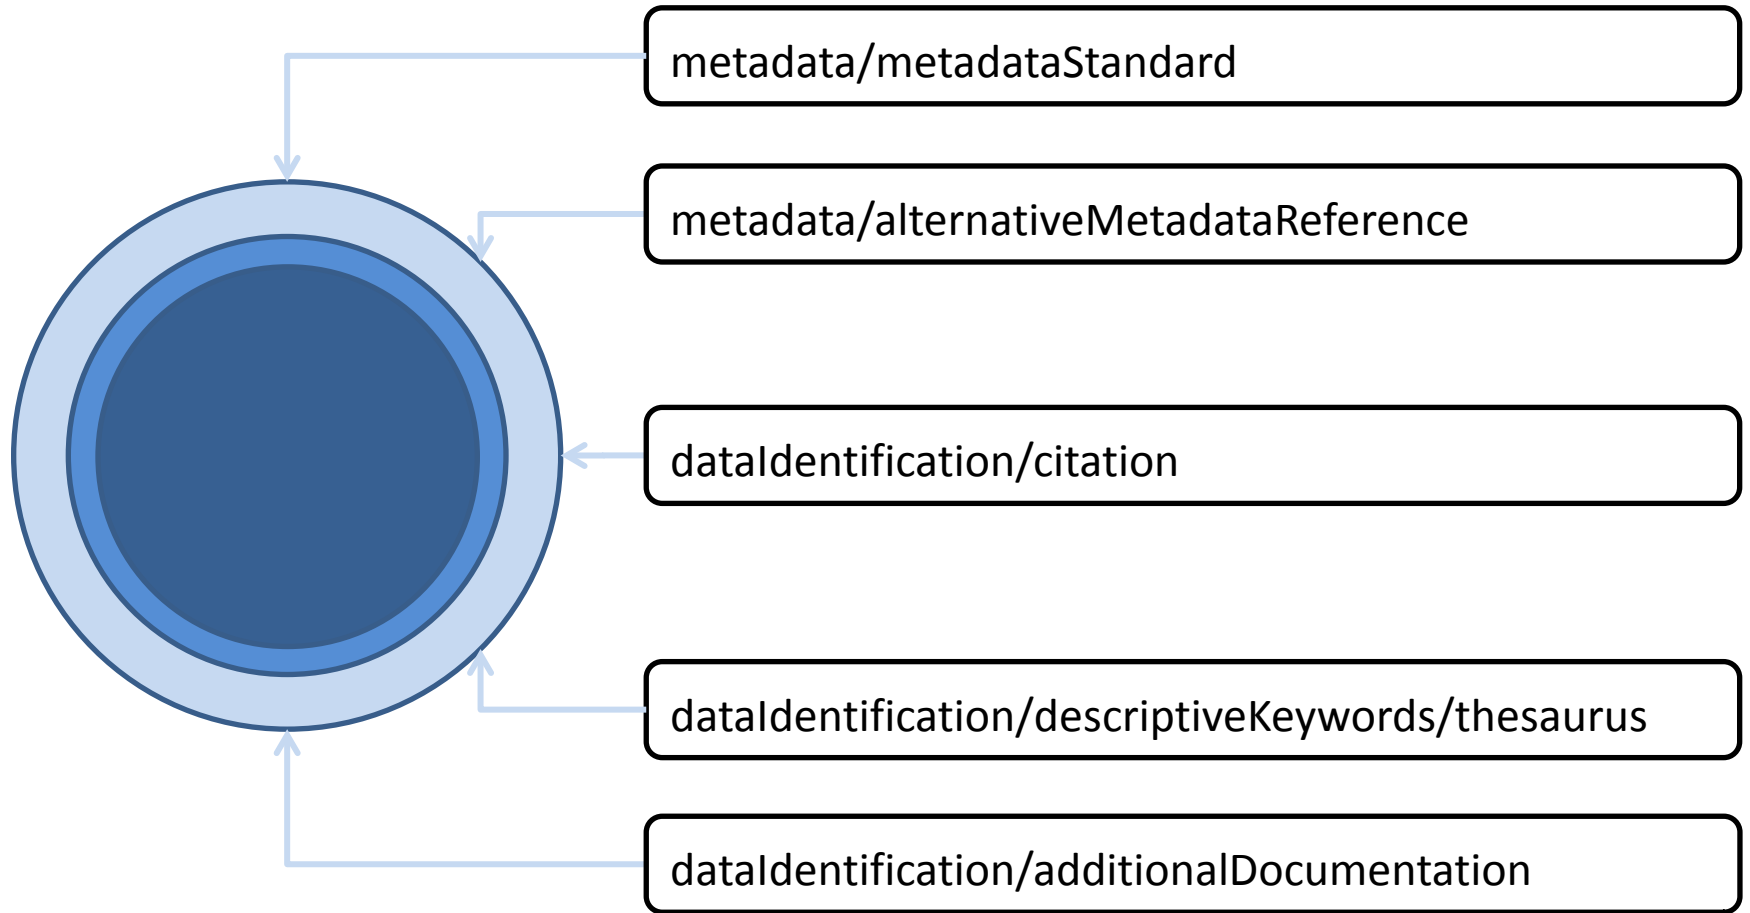 metadata/metadataStandard
metadata/alternativeMetadataReference
dataIdentification/citation
dataIdentification/descriptiveKeywords/thesaurus
dataIdentification/additionalDocumentation